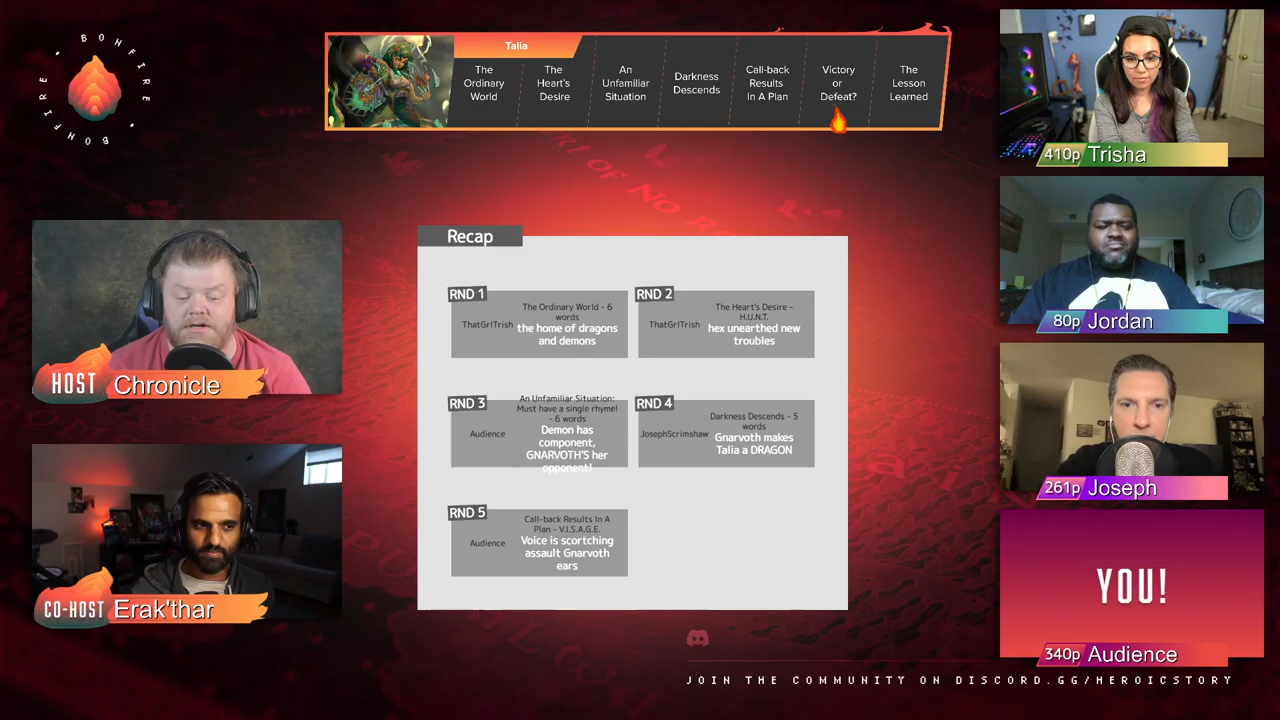 BONFIRE • BONFIRE •
Talia
The
Ordinary
World
The
Heart's
Desire
An
Unfamiliar
Situation
Darkness
Descends
Call-back
Results
In A Plan
Victory
or
Defeat?
The
Lesson
Learned
410p Trisha
80p Jordan
261p Joseph
YOU!
340p Audience
HOST Chronicle
CO-HOST Erak'thar
Recap
RND 1
The Ordinary World - 6
words
ThatGrlTrish
the home of dragons
and demons
RND 2
The Heart's Desire -
H.U.N.T.
ThatGrlTrish
hex unearthed new
troubles
RND 3
An Unfamiliar Situation:
Must have a single rhyme!
- 6 words
Audience
Demon has
component,
GNARVOTH'S her
opponent!
RND 4
Darkness Descends - 5
words
JosephScrimshaw
Gnarvoth makes
Talia a DRAGON
RND 5
Call-back Results In A
Plan - V.I.S.A.G.E.
Audience
Voice is scortching
assault Gnarvoth
ears
JOIN THE COMMUNITY ON DISCORD.GG/HEROICSTORY